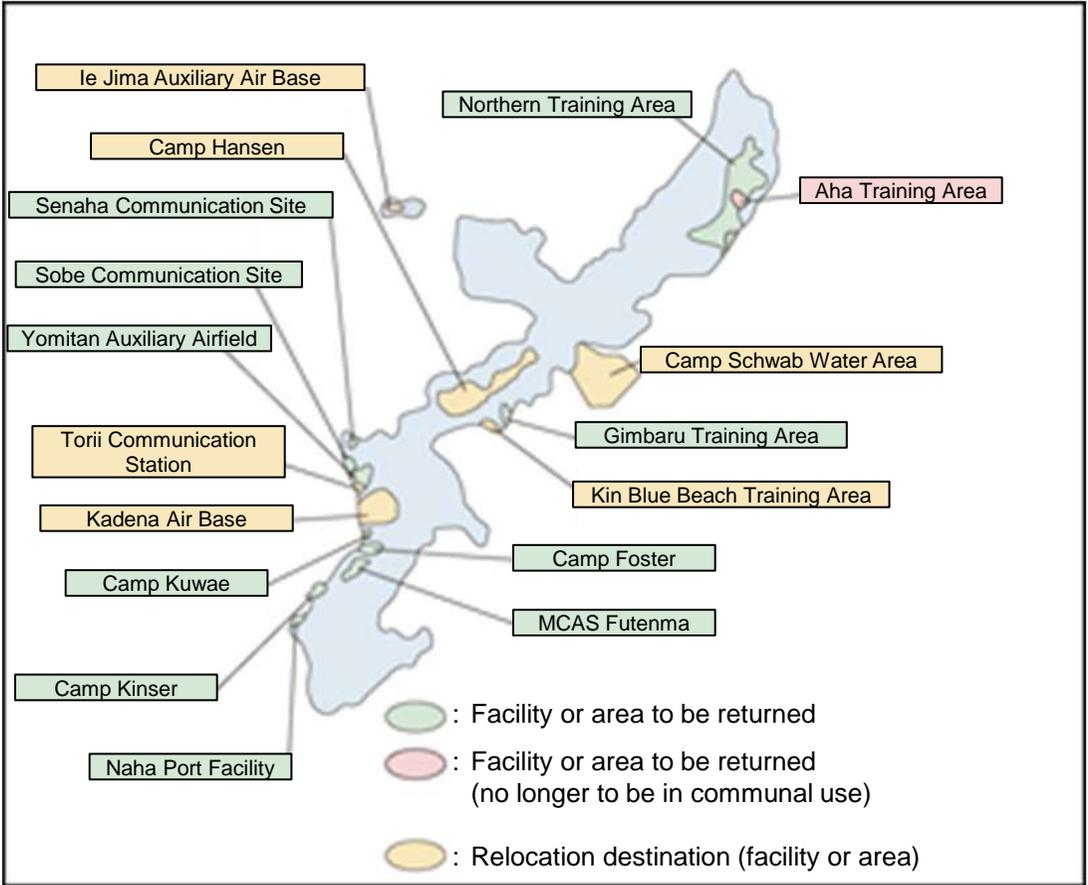 Ie Jima Auxiliary Air Base
Northern Training Area
Camp Hansen
Aha Training Area
Senaha Communication Site
Sobe Communication Site
Yomitan Auxiliary Airfield
Camp Schwab Water Area
Gimbaru Training Area
Torii Communication
Station
Kin Blue Beach Training Area
Kadena Air Base
Camp Foster
Camp Kuwae
MCAS Futenma
Camp Kinser
Naha Port Facility
: Facility or area to be returned
: Facility or area to be returned
(no longer to be in communal use)
: Relocation destination (facility or area)